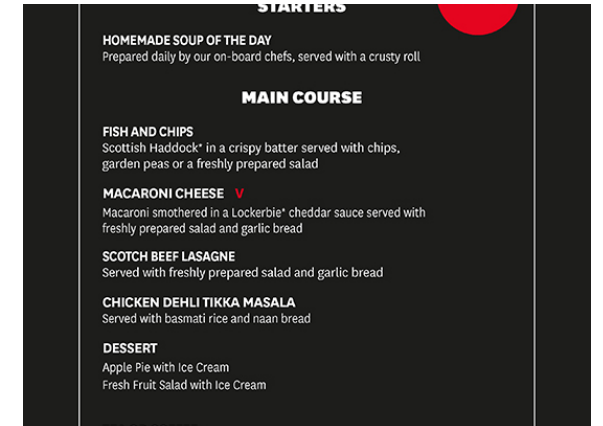 STARTERS
HOMEMADE SOUP OF THE DAY
Prepared daily by our on-board chefs, served with a crusty roll
MAIN COURSE
FISH AND CHIPS
Scottish Haddock* in a crispy batter served with chips,
garden peas or a freshly prepared salad
MACARONI CHEESE V
Macaroni smothered in a Lockerbie* cheddar sauce served with
freshly prepared salad and garlic bread
SCOTCH BEEF LASAGNE
Served with freshly prepared salad and garlic bread
CHICKEN DEHLI TIKKA MASALA
Served with basmati rice and naan bread
DESSERT
Apple Pie with Ice Cream
Fresh Fruit Salad with Ice Cream